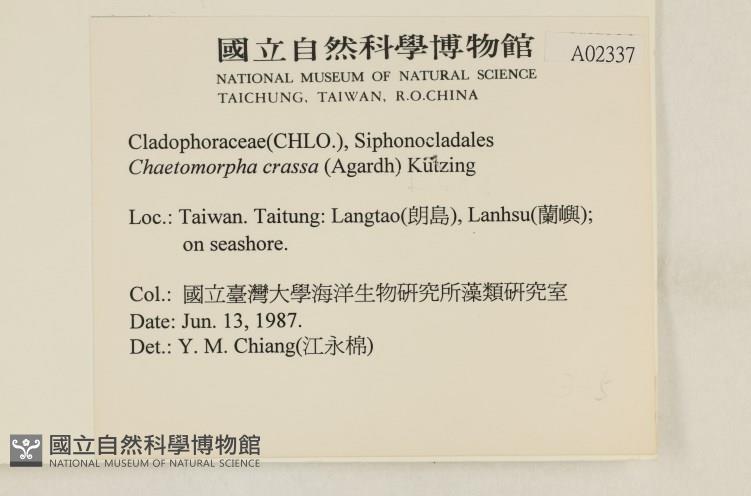 國立自然科學博物館
A02337
NATIONAL MUSEUM OF NATURAL SCIENCE
TAICHUNG, TAIWAN, R.O.CHINA
Cladophoraceae(CHLO.), Siphonocladales
Chaetomorpha crassa (Agardh) Kützing
Loc.: Taiwan. Taitung: Langtao(朗島), Lanhsu(蘭嶼);
on seashore.
Col.: 國立臺灣大學海洋生物研究所藻類研究室
Date: Jun. 13, 1987.
Det.: Y. M. Chiang(江永棉)
國立自然科學博物館
NATIONAL MUSEUM OF NATURAL SCIENCE